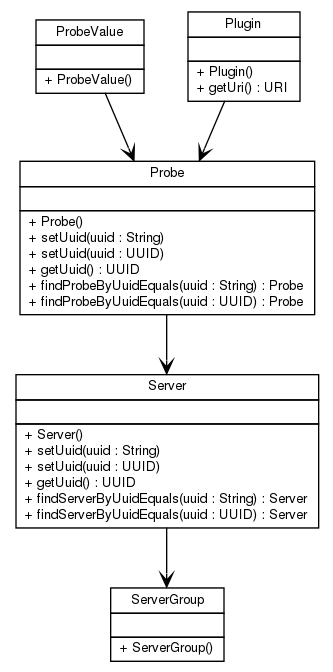 ProbeValue
+ ProbeValue()
Plugin
+ Plugin()
+ getUri() : URI
Probe
+ Probe()
+ setUuid(uuid : String)
+ setUuid(uuid : UUID)
+ getUuid() : UUID
+ findProbeByUuidEquals(uuid : String) : Probe
+ findProbeByUuidEquals(uuid : UUID) : Probe
Server
+ Server()
+ setUuid(uuid : String)
+ setUuid(uuid : UUID)
+ getUuid() : UUID
+ findServerByUuidEquals(uuid : String) : Server
+ findServerByUuidEquals(uuid : UUID) : Server
ServerGroup
+ ServerGroup()